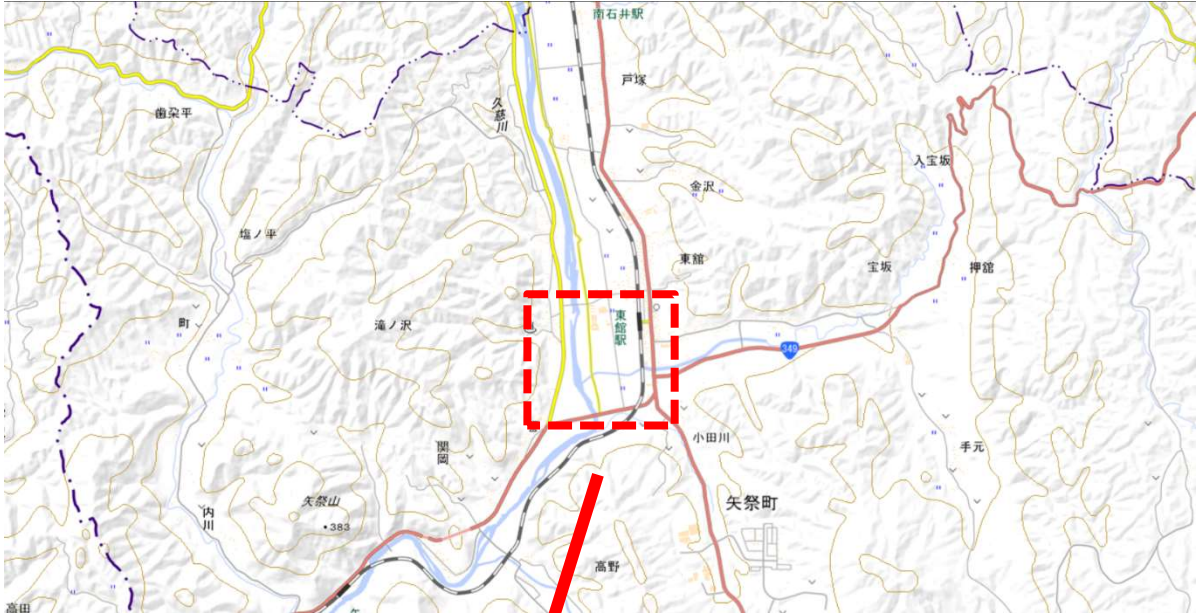 南石井駅
戸塚
久慈川
歯朶平
入宝坂
金沢
塩ノ平
東舘
宝坂
押舘
町
滝ノ沢
東館駅
349
関岡
小田川
手元
矢祭町
矢祭山
・383
内川
高野
高田